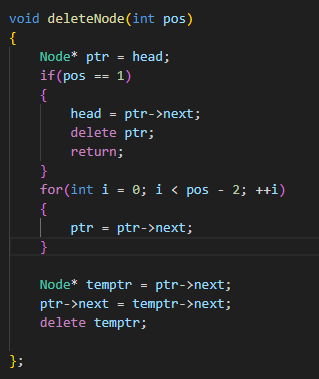 void deleteNode(int pos)
{
    Node* ptr = head;
    if(pos == 1)
    {
        head = ptr->next;
        delete ptr;
        return;
    }
    for(int i = 0; i < pos - 2; ++i)
    {
        ptr = ptr->next;
    }

    Node* temptr = ptr->next;
    ptr->next = temptr->next;
    delete temptr;

};